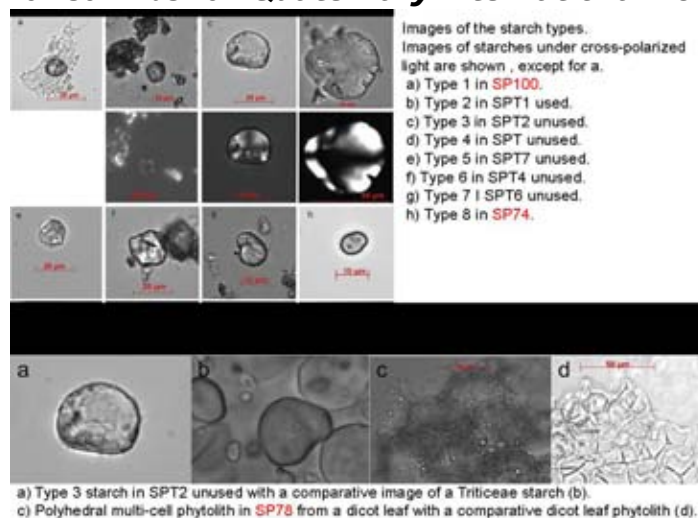 a
c
Images of the starch types.
Images of starches under cross-polarized
light are shown , except for a.
a) Type 1 in SP100.
b) Type 2 in SPT1 used.
c) Type 3 in SPT2 unused.
d) Type 4 in SPT unused.
e) Type 5 in SPT7 unused.
f) Type 6 in SPT4 unused.
g) Type 7 I SPT6 unused.
h) Type 8 in SP74.
e
f
h
a
b
c
d
50 µm
a) Type 3 starch in SPT2 unused with a comparative image of a Triticeae starch (b).
c) Polyhedral multi-cell phytolith in SP78 from a dicot leaf with a comparative dicot leaf phytolith (d).